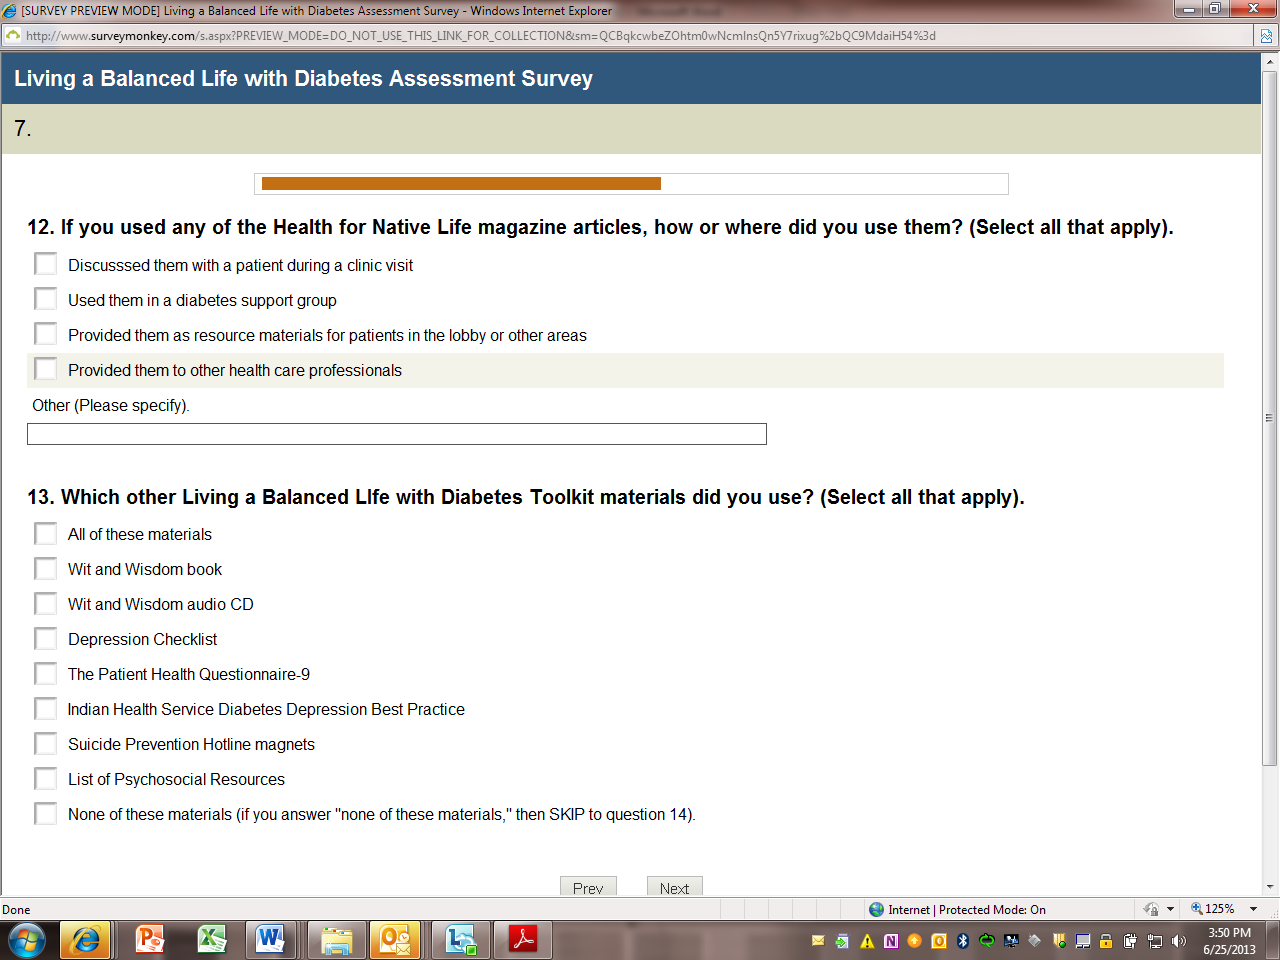 [SURVEY PREVIEW MODE] Living a Balanced Life with Diabetes Assessment Survey - Windows Internet Explorer
http://www.surveymonkey.com/s.aspx?PREVIEW_MODE=DO_NOT_USE_THIS_LINK_FOR_COLLECTION&sm=QCBqkcwbeZOhtm0wNcmInsQn5Y7rixug%2bQC9MdaiH54%3d
Living a Balanced Life with Diabetes Assessment Survey
7.
12. If you used any of the Health for Native Life magazine articles, how or where did you use them? (Select all that apply).
Discusssed them with a patient during a clinic visit
Used them in a diabetes support group
Provided them as resource materials for patients in the lobby or other areas
Provided them to other health care professionals
Other (Please specify).
13. Which other Living a Balanced LIfe with Diabetes Toolkit materials did you use? (Select all that apply).
All of these materials
Wit and Wisdom book
Wit and Wisdom audio CD
Depression Checklist
The Patient Health Questionnaire-9
Indian Health Service Diabetes Depression Best Practice
Suicide Prevention Hotline magnets
List of Psychosocial Resources
None of these materials (if you answer "none of these materials," then SKIP to question 14).
Prev Next
Done Internet | Protected Mode: On 125%
3:50 PM
6/25/2013